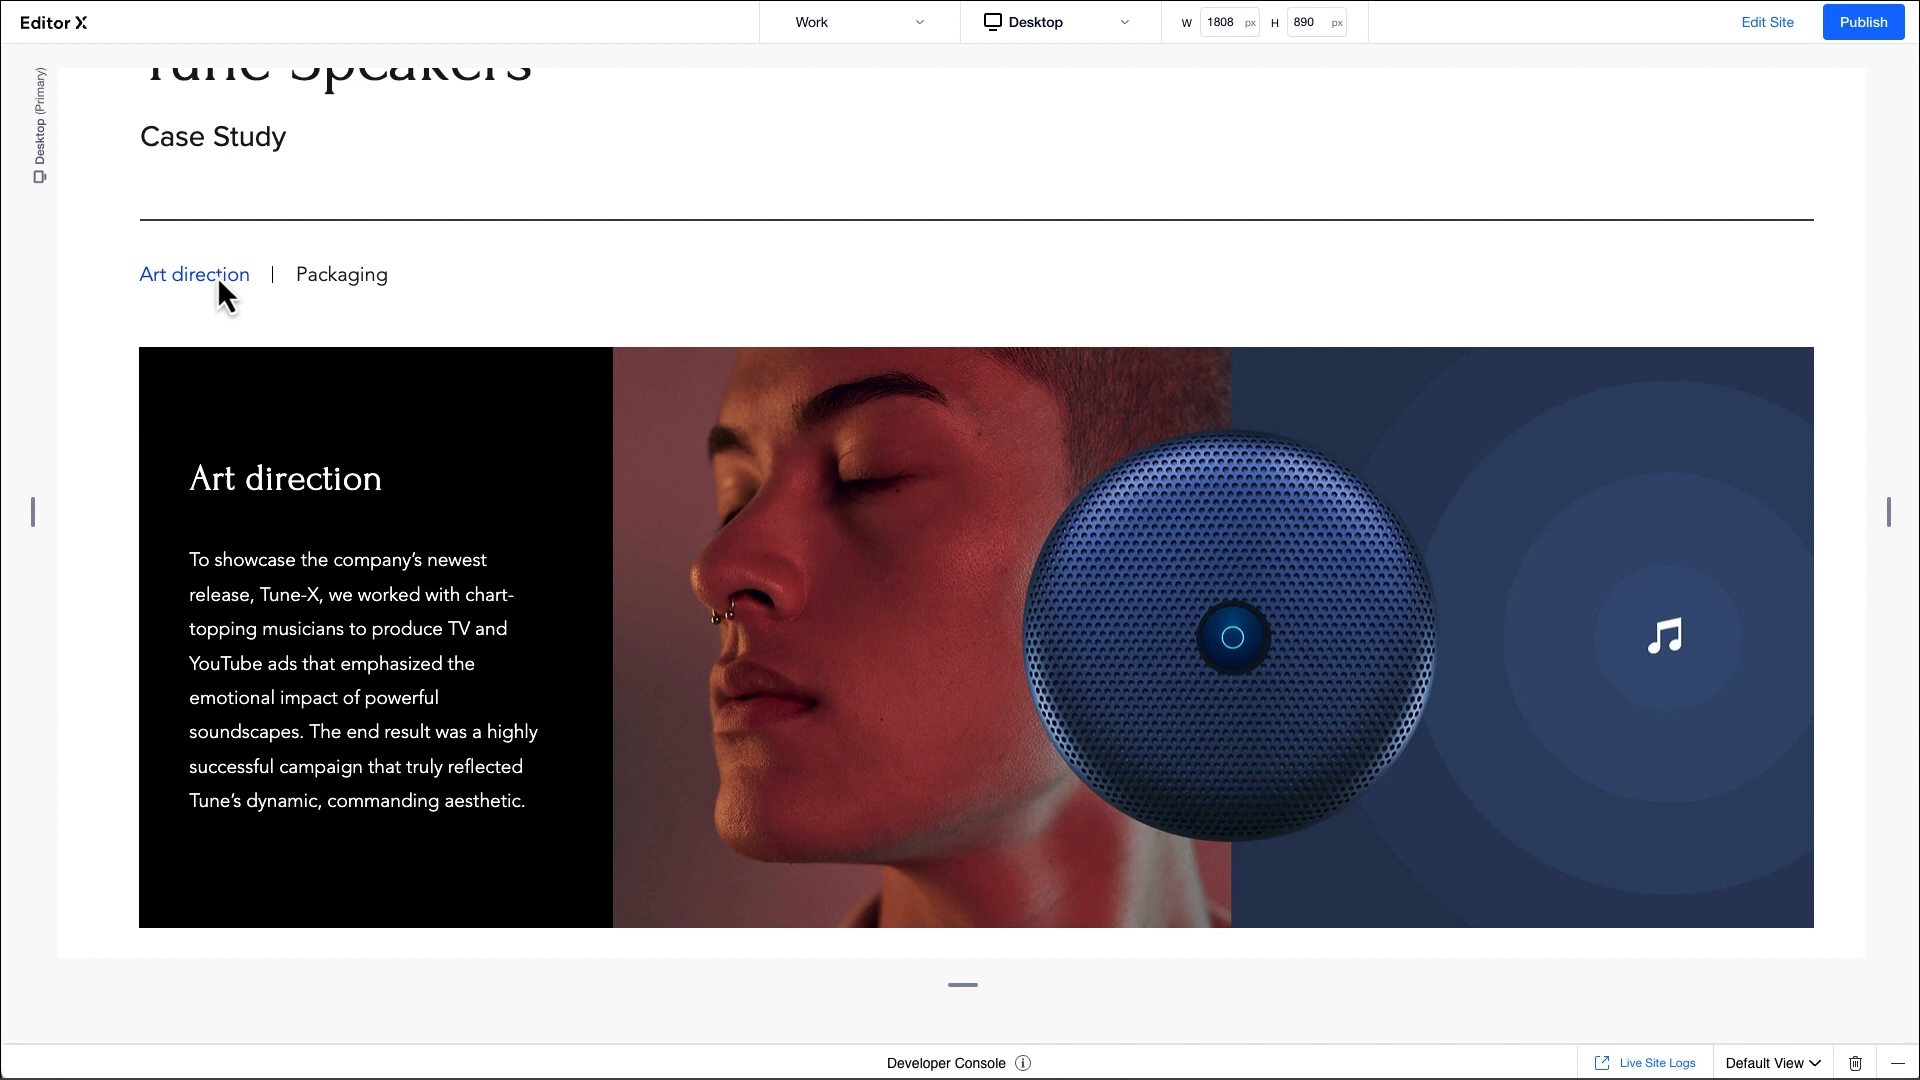 Editor X
Work
Desktop
W 1808 px H 890 px
Edit Site
Publish
Desktop (Primary)
Tune Speakers
Case Study
Art direction | Packaging
Art direction
To showcase the company’s newest
release, Tune-X, we worked with chart-
topping musicians to produce TV and
YouTube ads that emphasized the
emotional impact of powerful
soundscapes. The end result was a highly
successful campaign that truly reflected
Tune’s dynamic, commanding aesthetic.
Developer Console
Live Site Logs
Default View